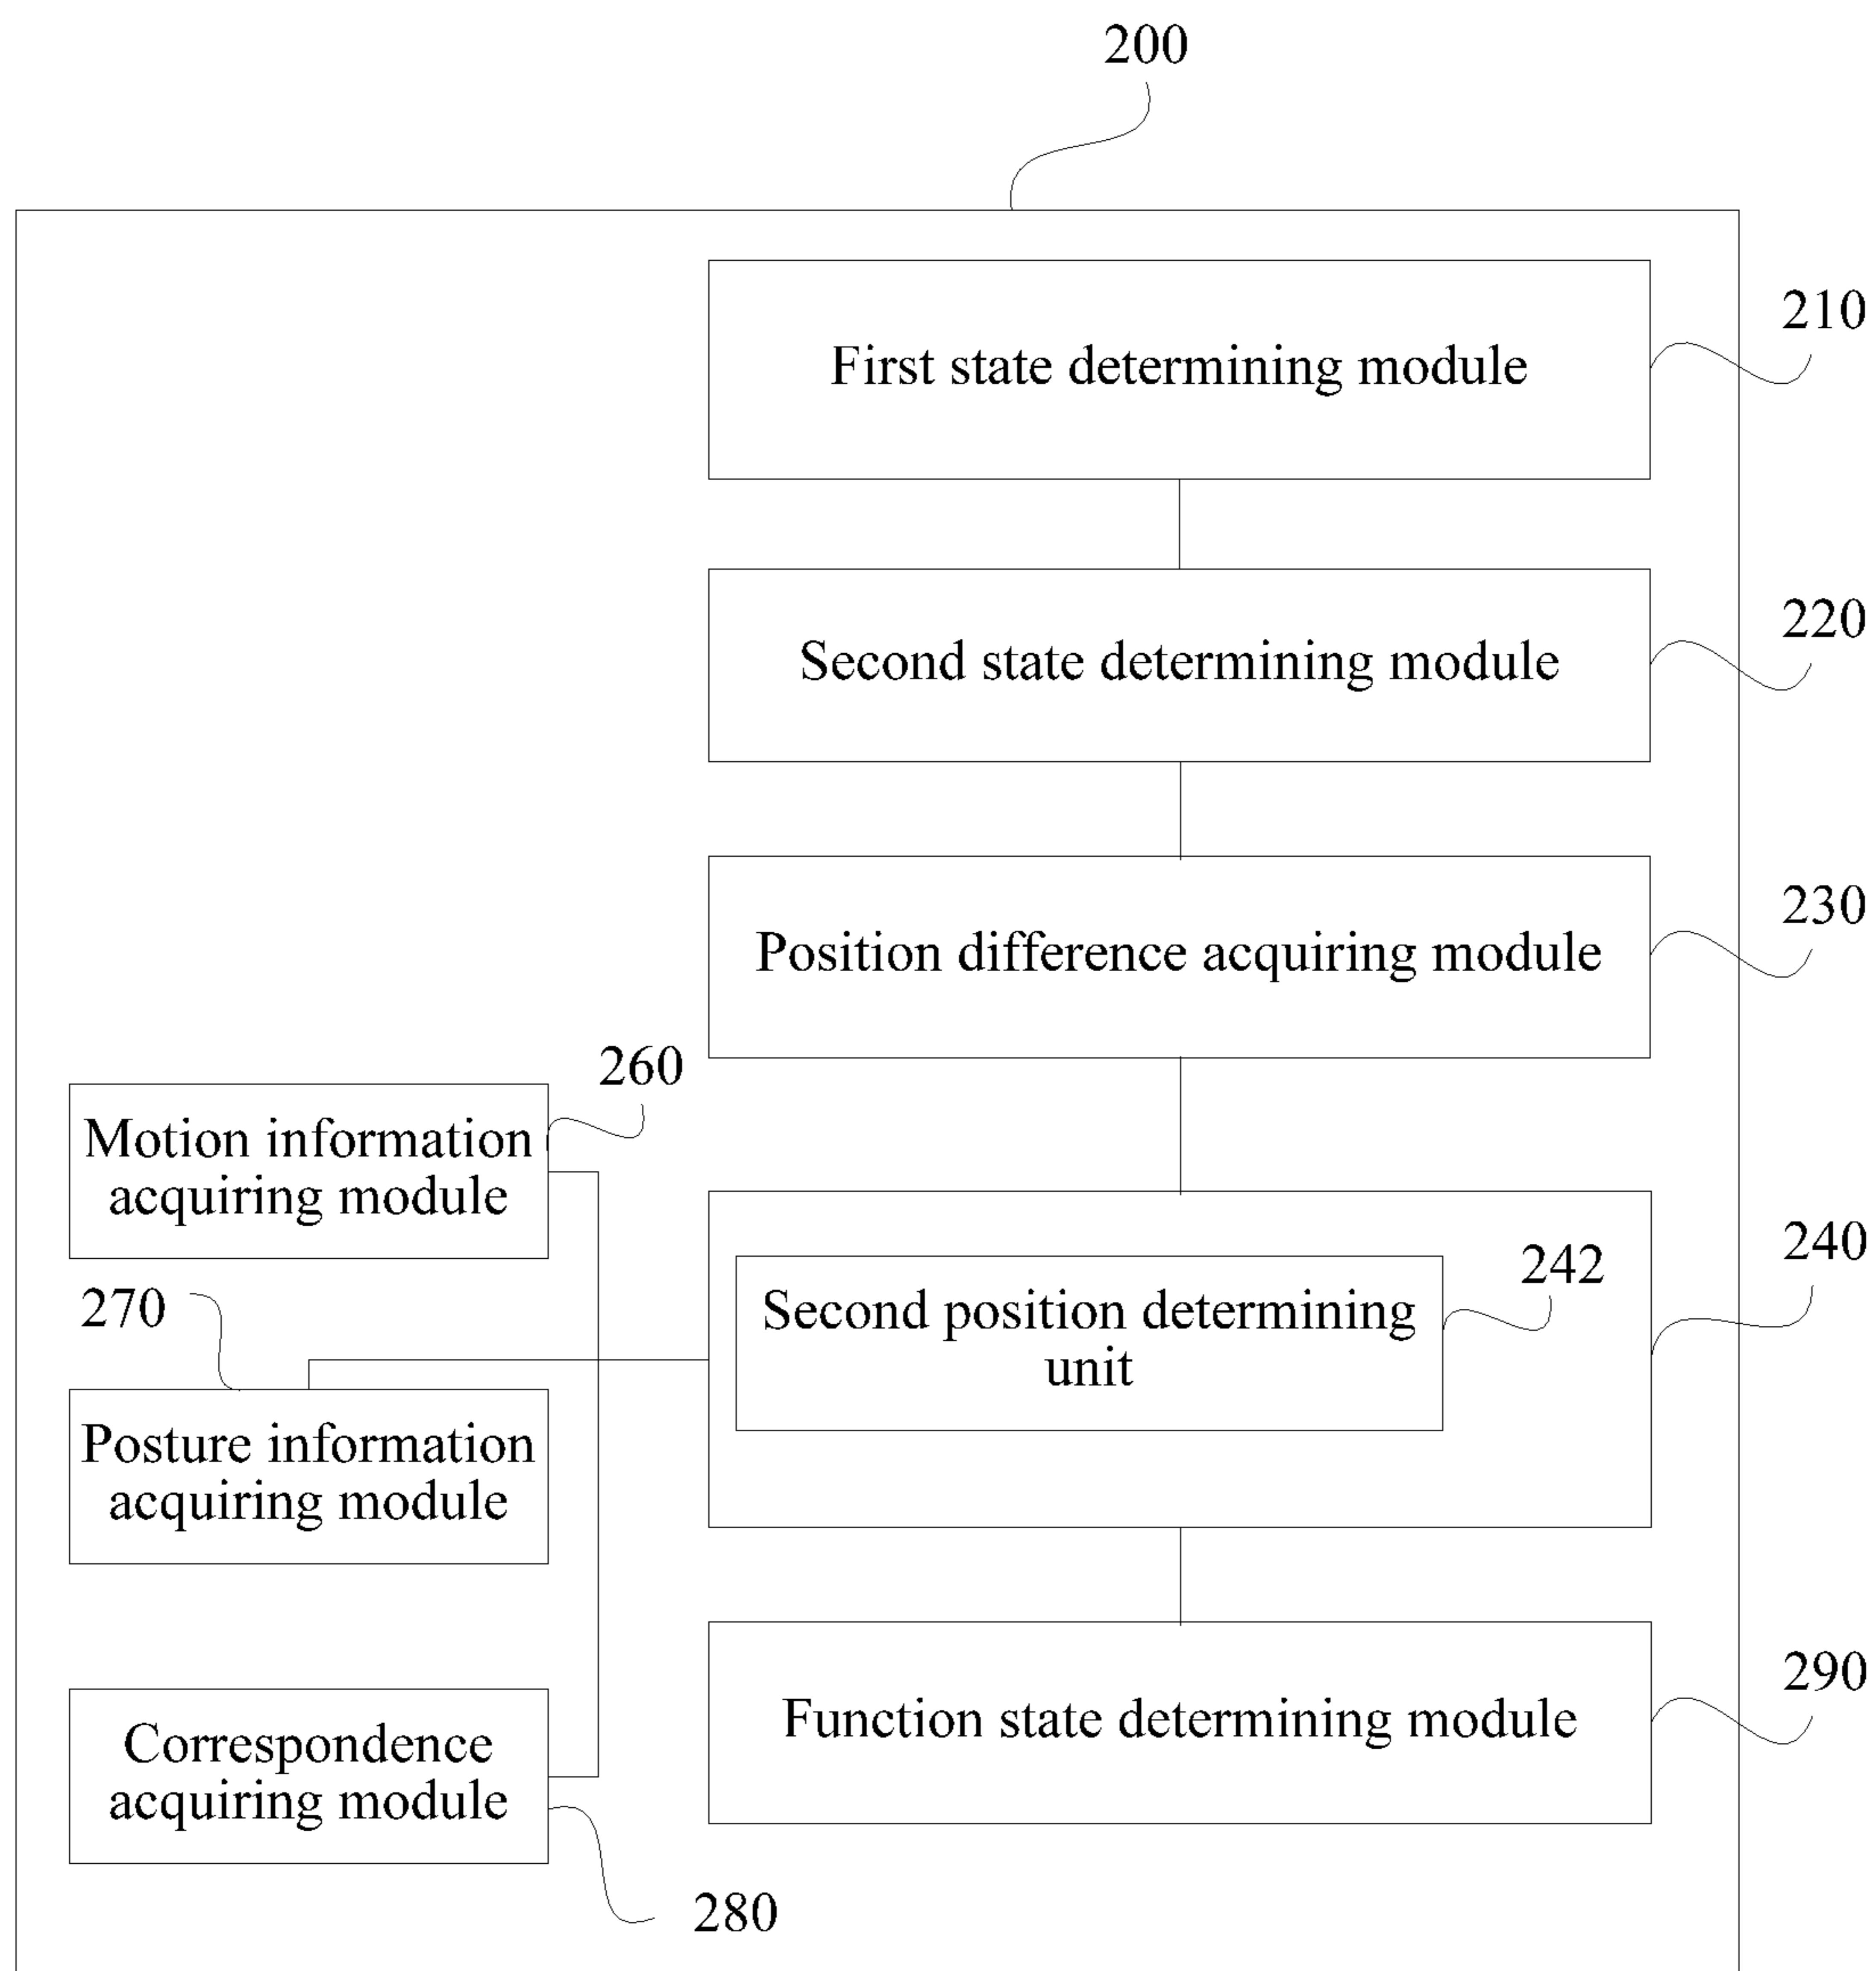 200
First state determining module
210
Second state determining module
220
Position difference acquiring module
230
260
Motion information
acquiring module
270
Second position determining
unit
242
240
Posture information
acquiring module
Function state determining module
290
Correspondence
acquiring module
280